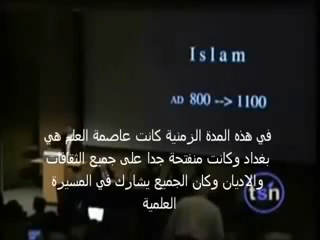 Islam
AD 800 --> 1100
في هذه المدة الزمنية كانت عاصمة العلم هي
بغداد وكانت منفتحة جدا على جميع الثقافات
والاديان وكان الجميع يشارك في المسيرة
العلمية
tsn